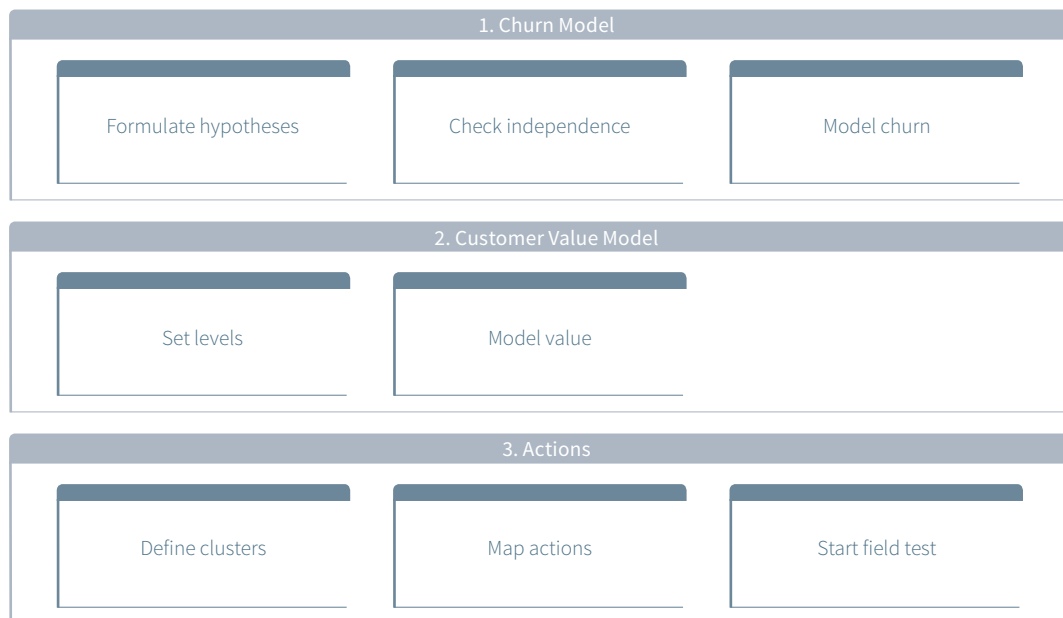 1. Churn Model
Formulate hypotheses
Check independence
Model churn
2. Customer Value Model
Set levels
Model value
3. Actions
Define clusters
Map actions
Start field test